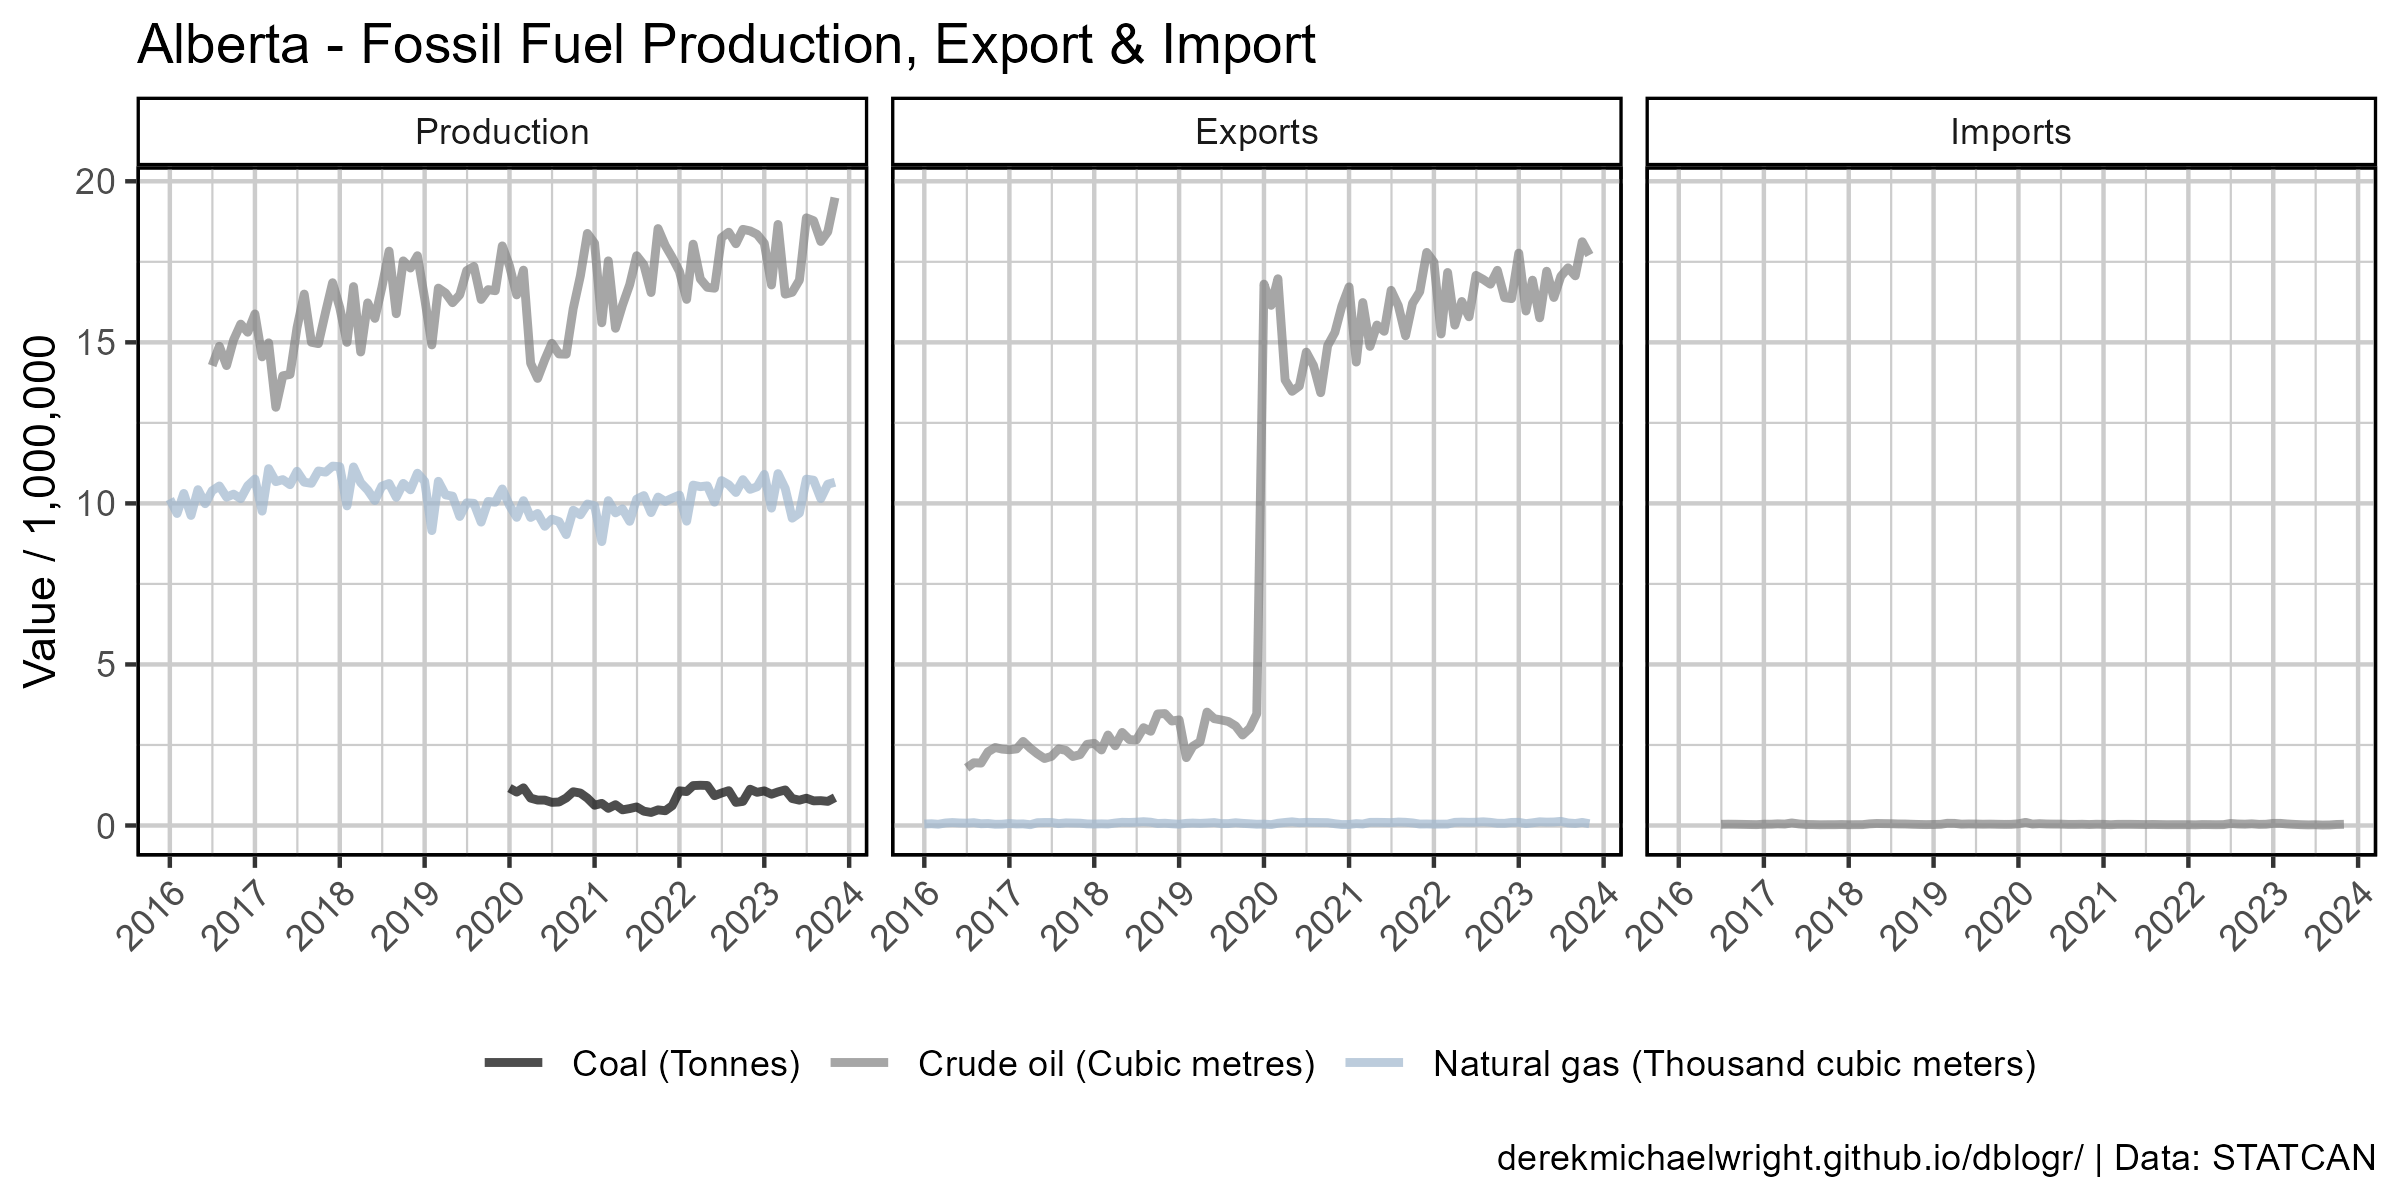 Alberta - Fossil Fuel Production, Export & Import
Production
Exports
Imports
Value / 1,000,000
20
15
10
5
0
2016 2017 2018 2019 2020 2021 2022 2023 2024
2016 2017 2018 2019 2020 2021 2022 2023 2024
2016 2017 2018 2019 2020 2021 2022 2023 2024
Coal (Tonnes) Crude oil (Cubic metres) Natural gas (Thousand cubic meters)
derekmichaelwright.github.io/dblogr/ | Data: STATCAN